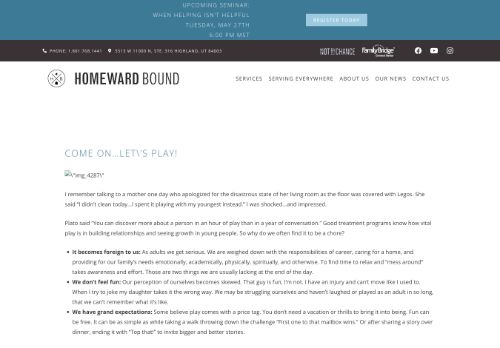 UPCOMING SEMINAR:
WHEN HELPING ISN'T HELPFUL
TUESDAY, MAY 27TH
6:00 PM MST
REGISTER TODAY
PHONE: 1.801.768.1441
5313 W 11000 N, STE. 316 HIGHLAND, UT 84003
NOT BY CHANCE
FamilyBridge
HOMEWARD BOUND
SERVICES SERVING EVERYWHERE ABOUT US OUR NEWS CONTACT US
COME ON...LET\'S PLAY!
\"img_4287\"
I remember talking to a mother one day who apologized for the disastrous state of her living room as the floor was covered with Legos. She
said "I didn't clean today...I spent it playing with my youngest instead." I was shocked...and impressed.
Plato said "You can discover more about a person in an hour of play than in a year of conversation." Good treatment programs know how vital
play is in building relationships and seeing growth in young people. So why do we often find it to be a chore?
It becomes foreign to us: As adults we get serious. We are weighed down with the responsibilities of career, caring for a home, and
providing for our family's needs emotionally, academically, physically, spiritually, and otherwise. To find time to relax and "mess around"
takes awareness and effort. Those are two things we are usually lacking at the end of the day.
We don't feel fun: Our perception of ourselves becomes skewed. That guy is fun, I'm not. I have an injury and can't move like I used to.
When I try to joke my daughter takes it the wrong way. We may be struggling ourselves and haven't laughed or played as an adult in so long,
that we can't remember what it's like.
We have grand expectations: Some believe play comes with a price tag. You don't need a vacation or thrills to bring it into being. Fun can
be free. It can be as simple as while taking a walk throwing down the challenge "First one to that mailbox wins." Or after sharing a story over
dinner, ending it with "Top that!" to invite bigger and better stories.